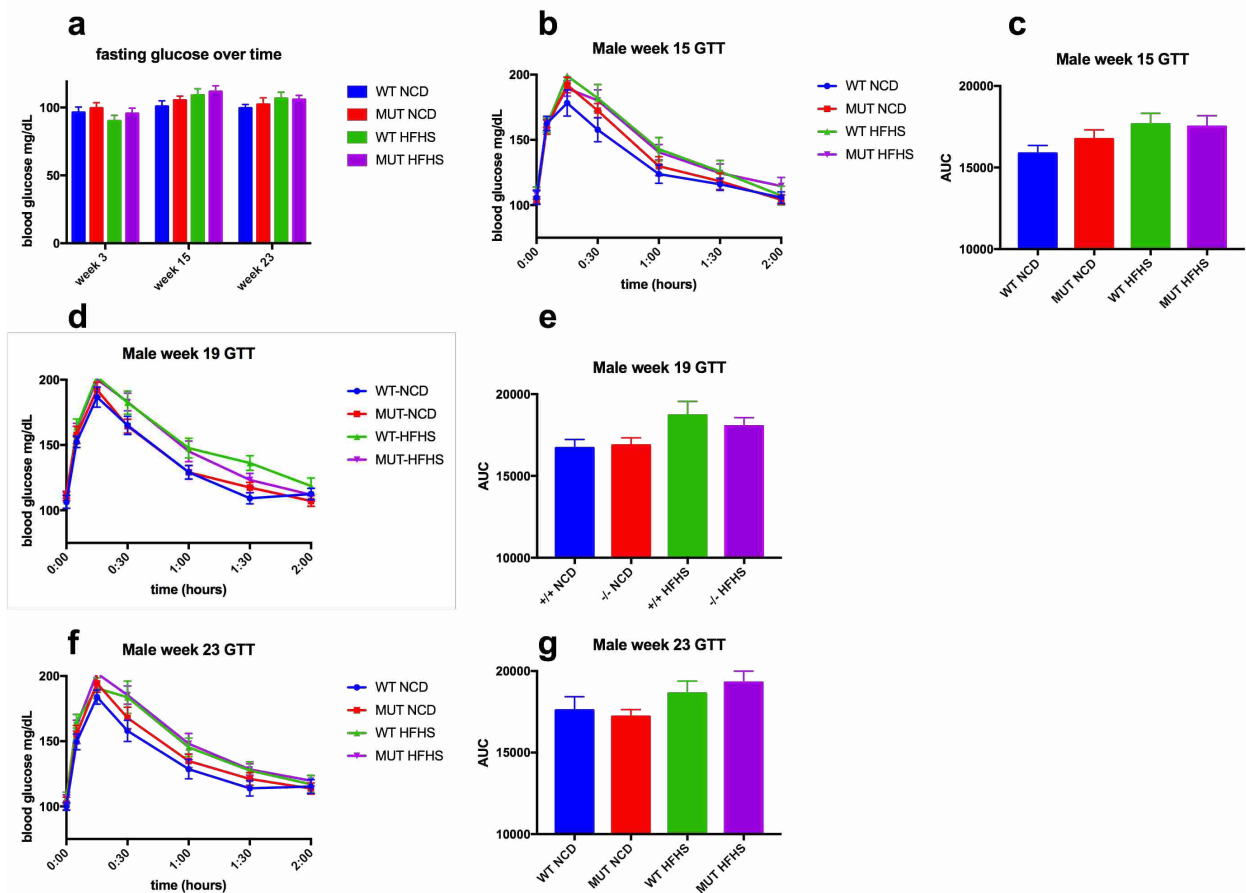 a
fasting glucose over time
blood glucose mg/dL
100
50
0
week 3
week 15
week 23
WT NCD
MUT NCD
WT HFHS
MUT HFHS
b
Male week 15 GTT
blood glucose mg/dL
200
150
100
0:00
0:30
1:00
1:30
2:00
time (hours)
WT NCD
MUT NCD
WT HFHS
MUT HFHS
c
Male week 15 GTT
AUC
20000
15000
10000
WT NCD
MUT NCD
WT HFHS
MUT HFHS
d
Male week 19 GTT
blood glucose mg/dL
200
150
100
0:00
0:30
1:00
1:30
2:00
time (hours)
WT-NCD
MUT-NCD
WT-HFHS
MUT-HFHS
e
Male week 19 GTT
AUC
20000
15000
10000
+/+ NCD
-/- NCD
+/+ HFHS
-/- HFHS
f
Male week 23 GTT
blood glucose mg/dL
200
150
100
0:00
0:30
1:00
1:30
2:00
time (hours)
WT NCD
MUT NCD
WT HFHS
MUT HFHS
g
Male week 23 GTT
AUC
20000
15000
10000
WT NCD
MUT NCD
WT HFHS
MUT HFHS